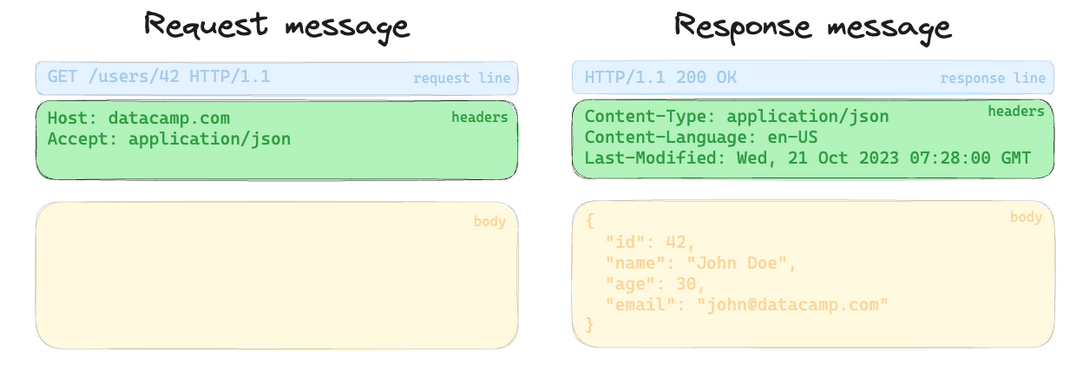 Request message
GET /users/42 HTTP/1.1
request line
Host: datacamp.com
headers
Accept: application/json
body
Response message
HTTP/1.1 200 OK
response line
headers
Content-Type: application/json
Content-Language: en-US
Last-Modified: Wed, 21 Oct 2023 07:28:00 GMT
body
{
"id": 42,
"name": "John Doe",
"age": 30,
"email": "john@datacamp.com"
}